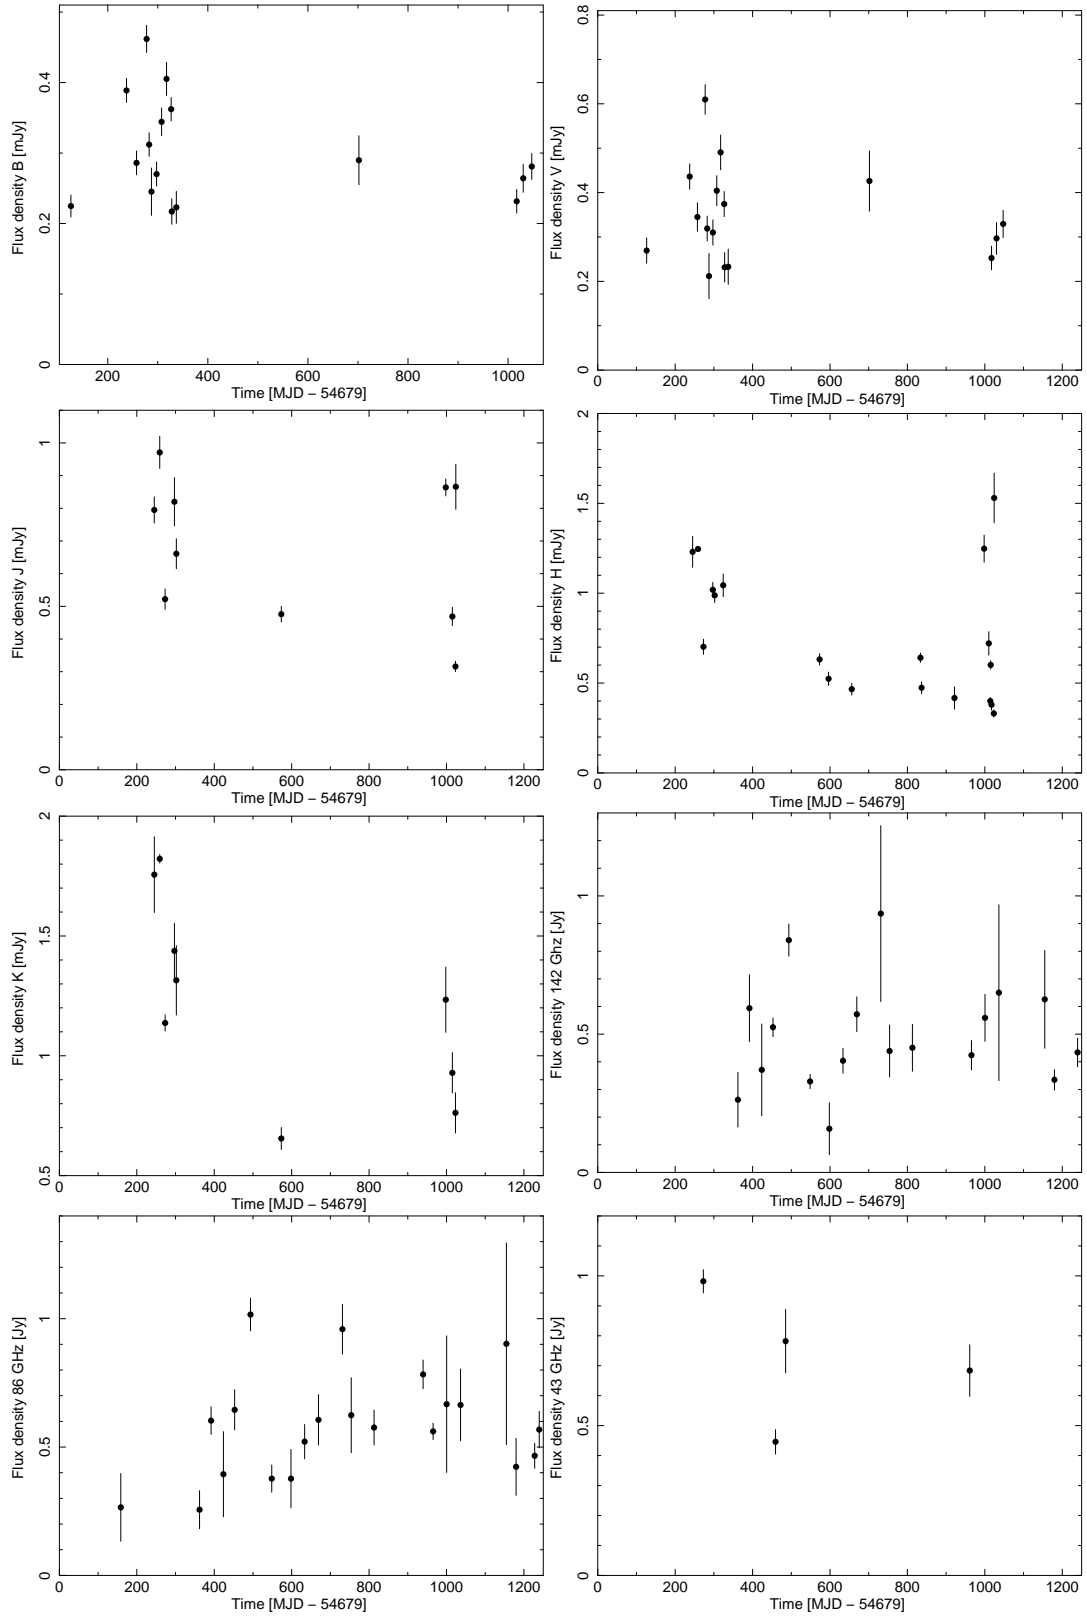 Flux density B [mJy]
0 0.2 0.4
200 400 600 800 1000
Time [MJD − 54679]
Flux density V [mJy]
0 0.2 0.4 0.6 0.8
0 200 400 600 800 1000 1200
Time [MJD − 54679]
Flux density J [mJy]
0 0.5 1
0 200 400 600 800 1000 1200
Time [MJD − 54679]
Flux density H [mJy]
0 0.5 1 1.5 2
0 200 400 600 800 1000 1200
Time [MJD − 54679]
Flux density K [mJy]
0.5 1 1.5 2
0 200 400 600 800 1000 1200
Time [MJD − 54679]
Flux density 142 Ghz [Jy]
0 0.5 1
0 200 400 600 800 1000 1200
Time [MJD − 54679]
Flux density 86 GHz [Jy]
0 0.5 1
0 200 400 600 800 1000 1200
Time [MJD − 54679]
Flux density 43 GHz [Jy]
0 0.5 1
0 200 400 600 800 1000 1200
Time [MJD − 54679]